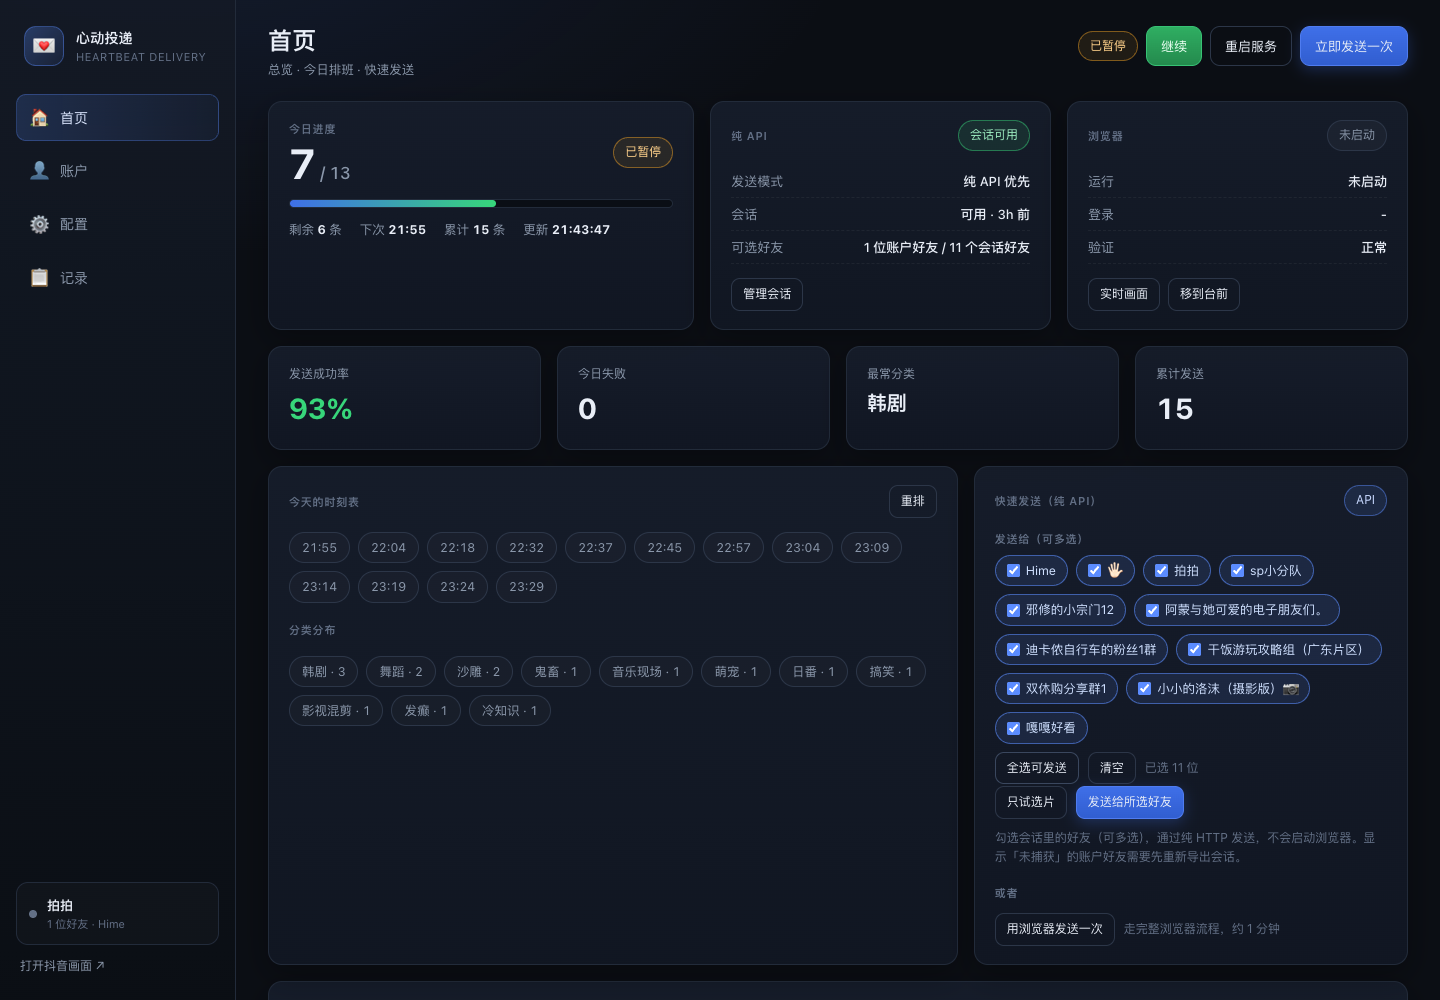 心动投递
HEARTBEAT DELIVERY
首页
账户
配置
记录
拍拍
1 位好友 · Hime
打开抖音画面 ↗
首页
总览 · 今日排班 · 快速发送
已暂停
继续
重启服务
立即发送一次
今日进度
7 / 13
已暂停
剩余 6 条 下次 21:55 累计 15 条 更新 21:43:47
纯 API
会话可用
发送模式 纯 API 优先
会话 可用 · 3h 前
可选好友 1 位账户好友 / 11 个会话好友
管理会话
浏览器
未启动
运行 未启动
登录 -
验证 正常
实时画面 移到台前
发送成功率
93%
今日失败
0
最常分类
韩剧
累计发送
15
今天的时刻表
重排
21:55 22:04 22:18 22:32 22:37 22:45 22:57 23:04 23:09
23:14 23:19 23:24 23:29
分类分布
韩剧 · 3 舞蹈 · 2 沙雕 · 2 鬼畜 · 1 音乐现场 · 1 萌宠 · 1 日番 · 1 搞笑 · 1
影视混剪 · 1 发癫 · 1 冷知识 · 1
快速发送（纯 API）
API
发送给（可多选）
Hime 🖐🏻 拍拍 sp小分队
邪修的小宗门12 阿蒙与她可爱的电子朋友们。
迪卡侬自行车的粉丝1群 干饭游玩攻略组（广东片区）
双休购分享群1 小小的洛沫（摄影版）📷
嘎嘎好看
全选可发送 清空 已选 11 位
只试选片 发送给所选好友
勾选会话里的好友（可多选），通过纯 HTTP 发送，不会启动浏览器。显
示「未捕获」的账户好友需要先重新导出会话。
或者
用浏览器发送一次 走完整浏览器流程，约 1 分钟